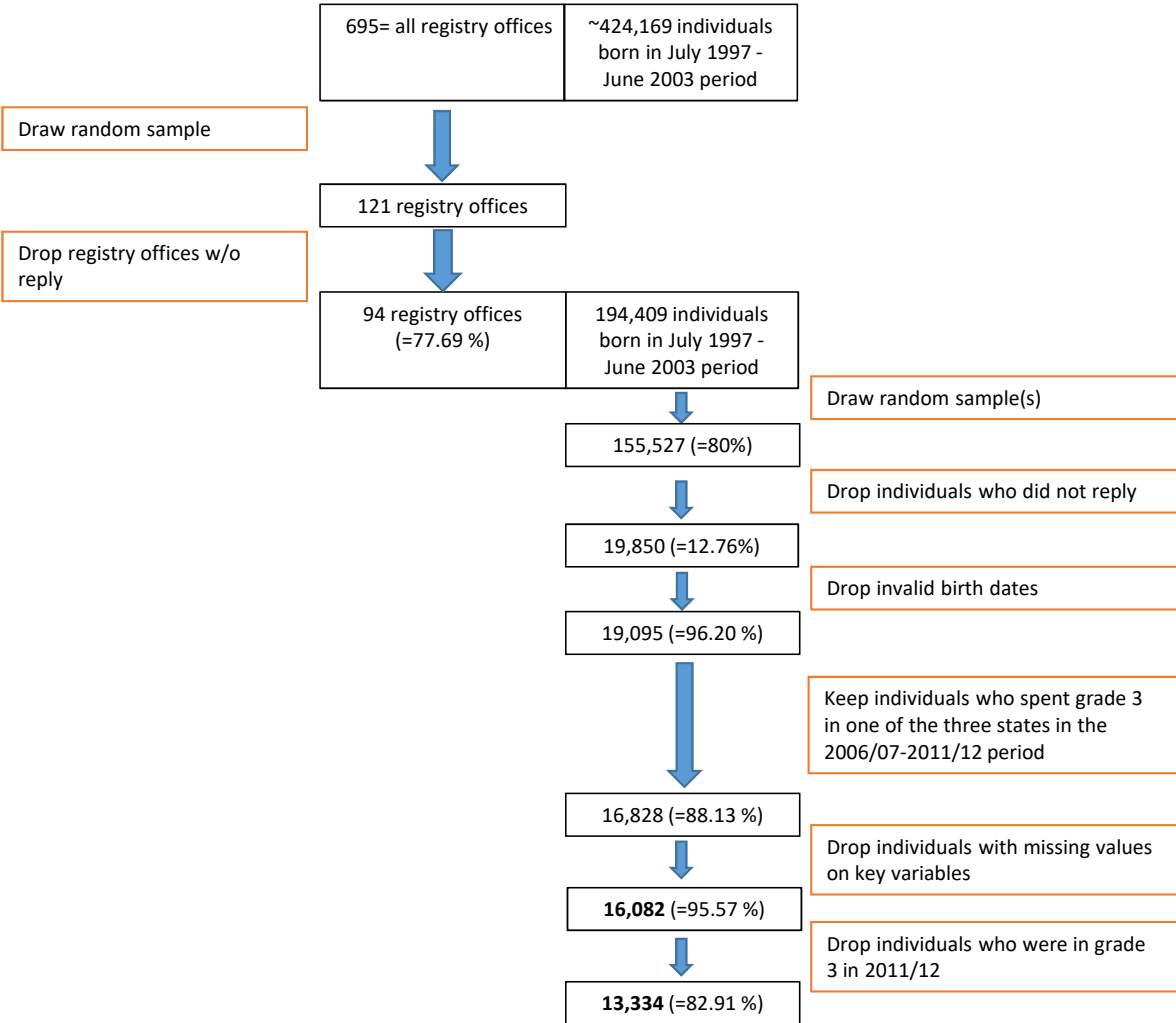 695= all registry offices
~424,169 individuals
born in July 1997 -
June 2003 period
Draw random sample
121 registry offices
Drop registry offices w/o
reply
94 registry offices
(=77.69 %)
194,409 individuals
born in July 1997 -
June 2003 period
Draw random sample(s)
155,527 (=80%)
Drop individuals who did not reply
19,850 (=12.76%)
Drop invalid birth dates
19,095 (=96.20 %)
Keep individuals who spent grade 3
in one of the three states in the
2006/07-2011/12 period
16,828 (=88.13 %)
Drop individuals with missing values
on key variables
16,082 (=95.57 %)
Drop individuals who were in grade
3 in 2011/12
13,334 (=82.91 %)